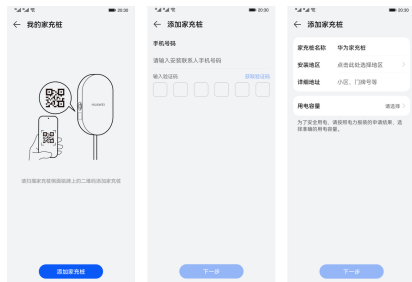 20:30
我的家充桩
HUAWEI
请扫描家充桩侧面铭牌上的二维码添加家充桩
添加家充桩
20:30
添加家充桩
手机号码
请输入安装联系人手机号码
输入验证码
获取验证码
下一步
20:30
添加家充桩
家充桩名称 华为家充桩
安装地区 点击此处选择地区
详细地址 小区、门牌号等
用电容量 请选择
为了安全用电，请按照电力报装的申请结果，选
择准确的用电容量。
下一步